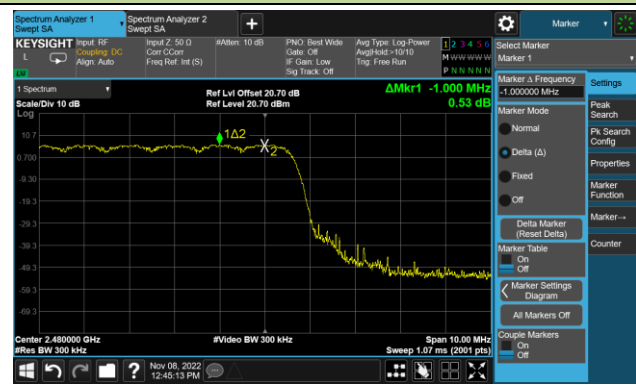 Spectrum Analyzer 1
Swept SA
Spectrum Analyzer 2
Swept SA
+
Marker
KEYSIGHT
L
LNI
Input: RF
Coupling: DC
Align: Auto
Input Z: 50 Ω
Corr CCorr
Freq Ref: Int (S)
#Atten: 10 dB
PNO: Best Wide
Gate: Off
IF Gain: Low
Sig Track: Off
Avg Type: Log-Power
Avg|Hold:>10/10
Trig: Free Run
1 2 3 4 5 6
M W W W W W
P N N N N N
Select Marker
Marker 1
1 Spectrum
Scale/Div 10 dB
Log
Ref Lvl Offset 20.70 dB
Ref Level 20.70 dBm
ΔMkr1 -1.000 MHz
0.53 dB
10.7
0.700
-9.30
-19.3
-29.3
-39.3
-49.3
-59.3
-69.3
1Δ2
2
Center 2.480000 GHz
#Res BW 300 kHz
#Video BW 300 kHz
Span 10.00 MHz
Sweep 1.07 ms (2001 pts)
Marker Δ Frequency
-1.000000 MHz
Marker Mode
Normal
Delta (Δ)
Fixed
Off
Delta Marker
(Reset Delta)
Marker Table
On
Off
Marker Settings
Diagram
All Markers Off
Couple Markers
On
Off
Settings
Peak
Search
Pk Search
Config
Properties
Marker
Function
Marker→
Counter
?
Nov 08, 2022
12:45:13 PM